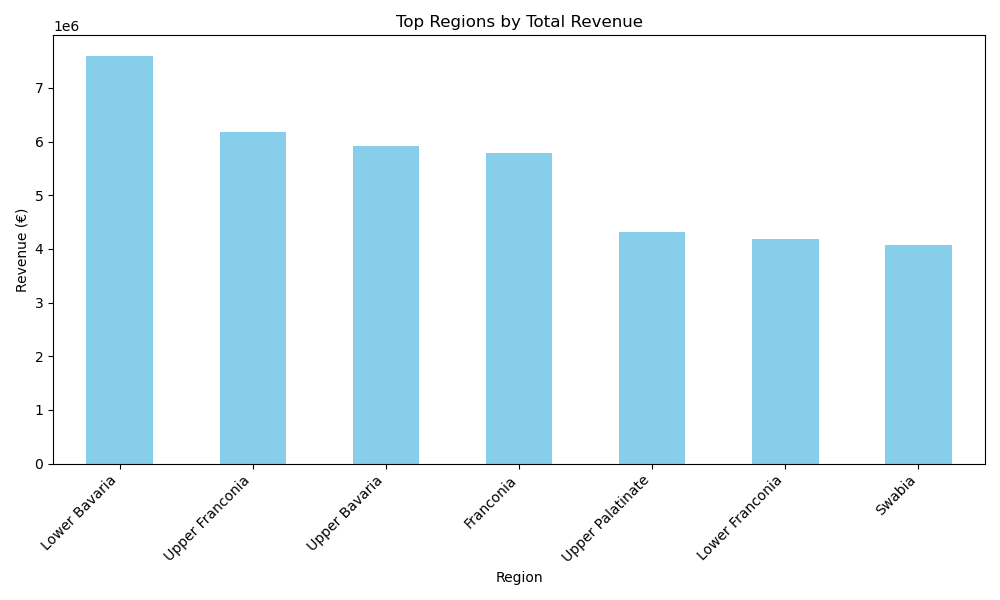 Top Regions by Total Revenue
1e6
7
6
5
4
3
2
1
0
Revenue (€)
Lower Bavaria
Upper Franconia
Upper Bavaria
Franconia
Upper Palatinate
Lower Franconia
Swabia
Region